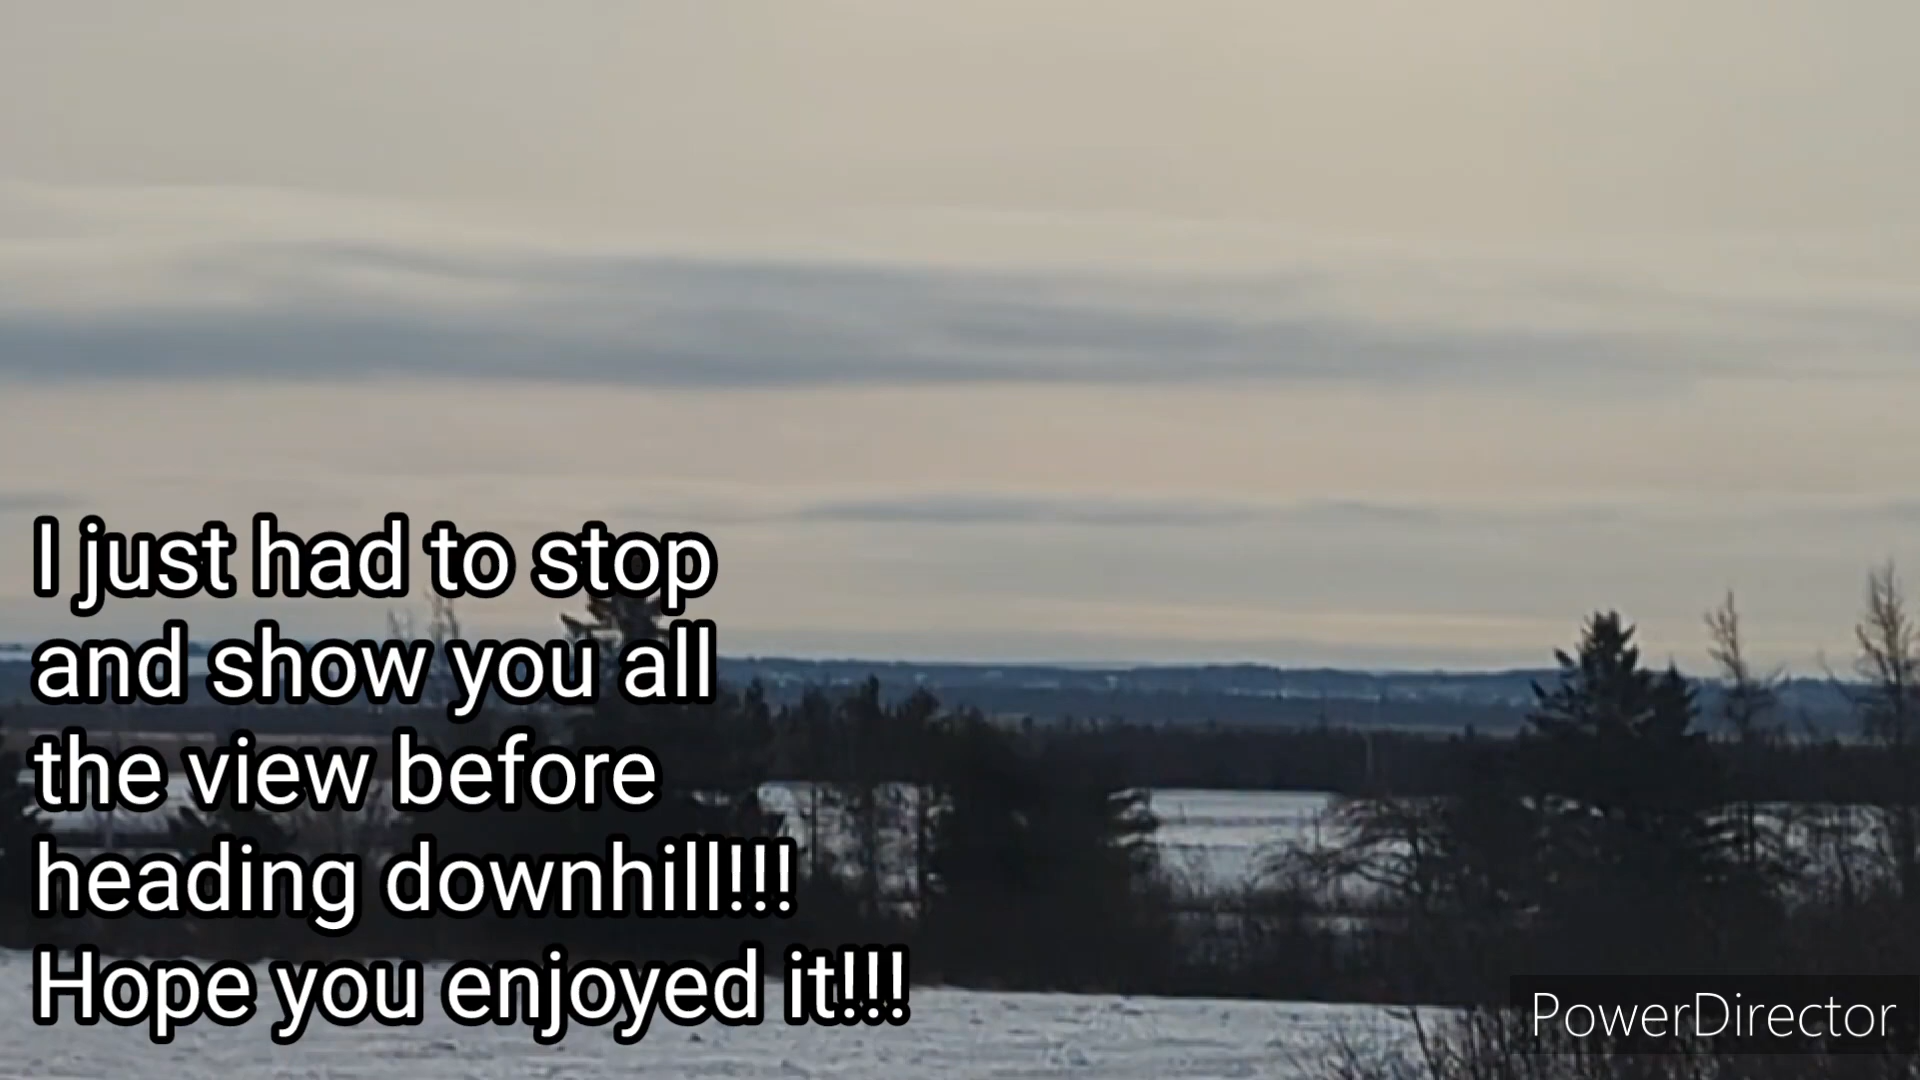 I just had to stop
and show you all
the view before
heading downhill!!!
Hope you enjoyed it!!!
PowerDirector